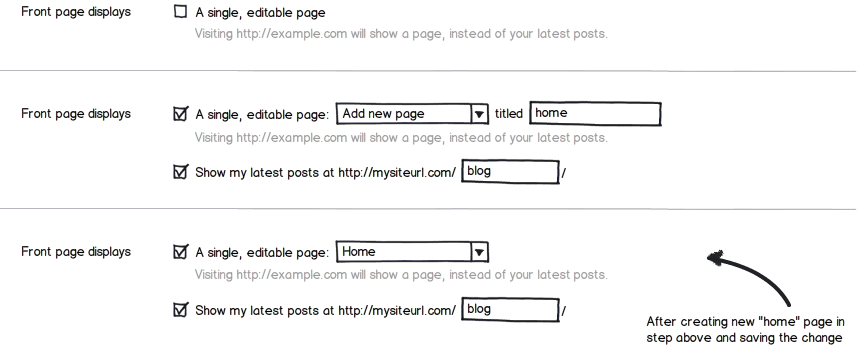 Front page displays A single, editable page
Visiting http://example.com will show a page, instead of your latest posts.
Front page displays A single, editable page: Add new page titled home
Visiting http://example.com will show a page, instead of your latest posts.
Show my latest posts at http://mysiteurl.com/ blog /
Front page displays A single, editable page: Home
Visiting http://example.com will show a page, instead of your latest posts.
Show my latest posts at http://mysiteurl.com/ blog /
After creating new "home" page in
step above and saving the change